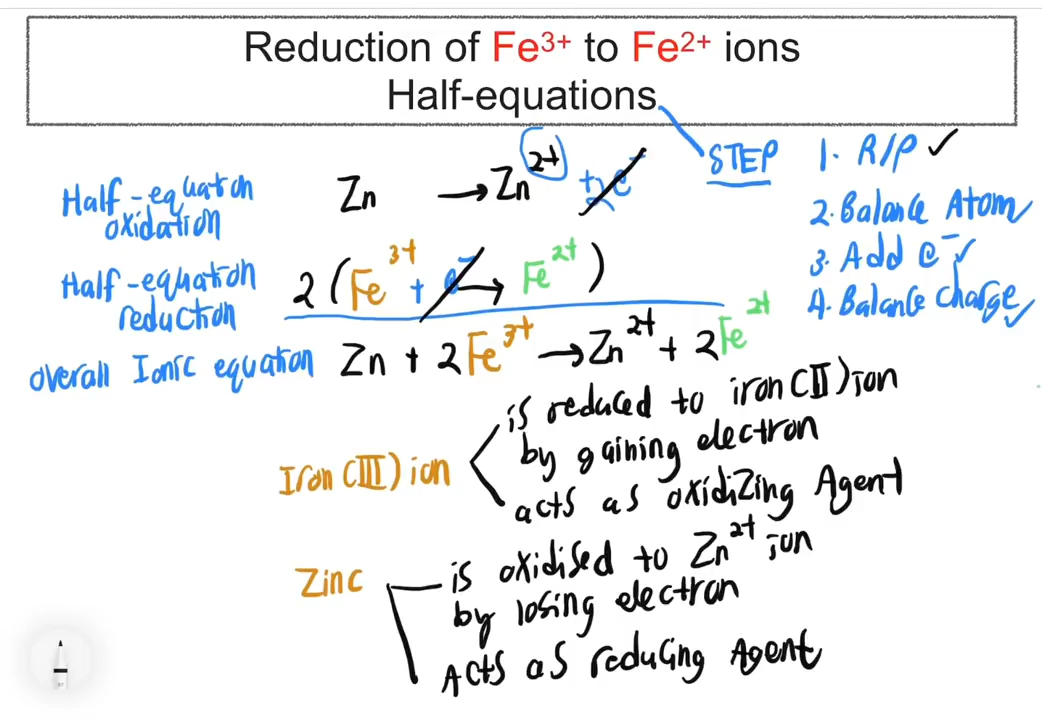 Reduction of Fe³⁺ to Fe²⁺ ions
Half-equations
STEP
1. R/P ✓
2. Balance Atom
3. Add e⁻ ✓
4. Balance charge ✓
Half-equation oxidation
Zn → Zn²⁺ + 2e⁻
Half-equation reduction
2(Fe³⁺ + e⁻ → Fe²⁺)
overall Ionic equation Zn + 2Fe³⁺ → Zn²⁺ + 2Fe²⁺
Iron(III) ion
is reduced to iron(II) ion
by gaining electron
acts as oxidizing Agent
Zinc
is oxidised to Zn²⁺ ion
by losing electron
Acts as reducing Agent